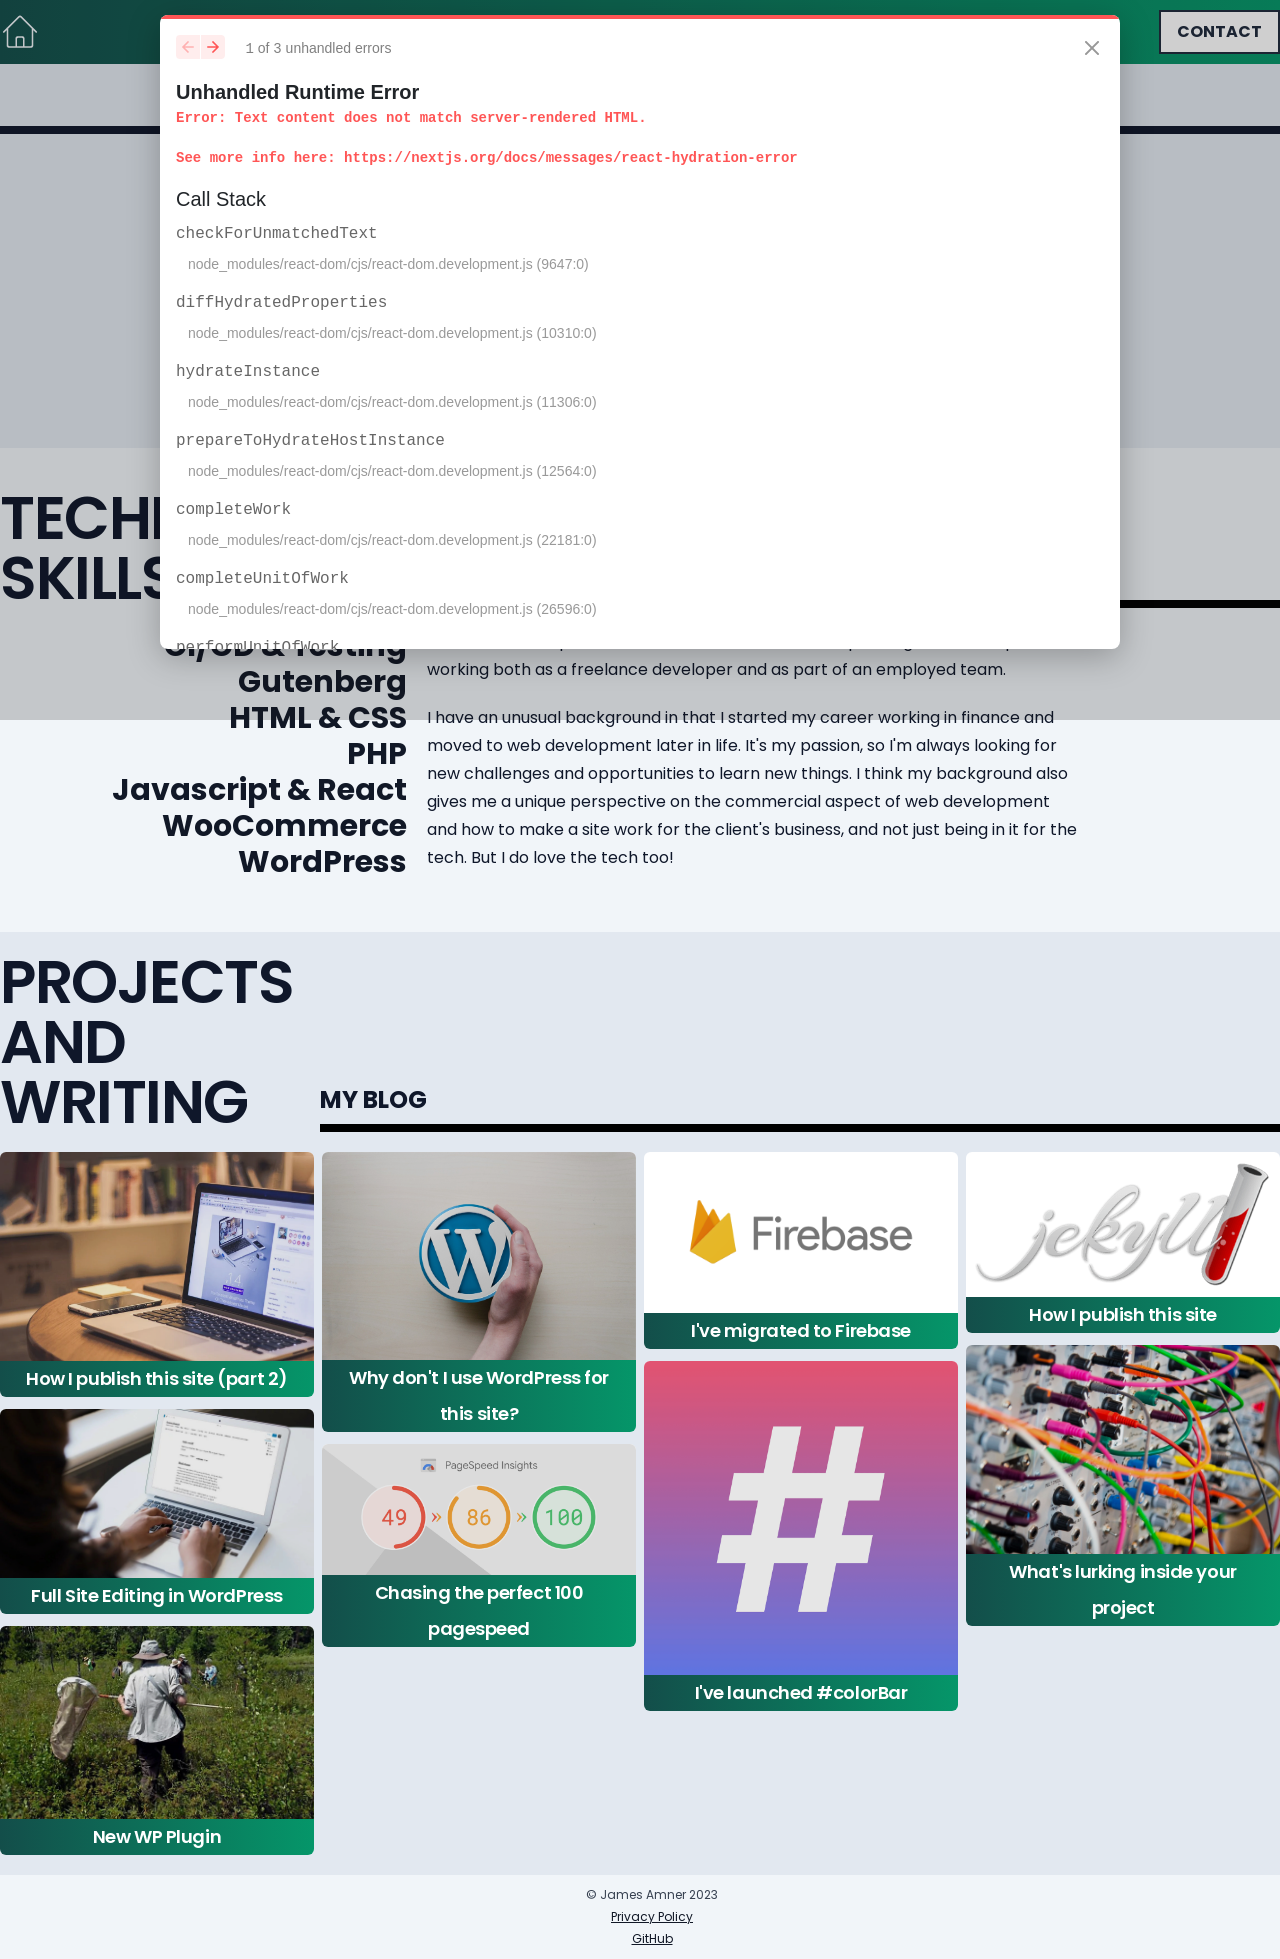 CONTACT
1 of 3 unhandled errors
Unhandled Runtime Error
Error: Text content does not match server-rendered HTML.
See more info here: https://nextjs.org/docs/messages/react-hydration-error
Call Stack
checkForUnmatchedText
node_modules/react-dom/cjs/react-dom.development.js (9647:0)
diffHydratedProperties
node_modules/react-dom/cjs/react-dom.development.js (10310:0)
hydrateInstance
node_modules/react-dom/cjs/react-dom.development.js (11306:0)
prepareToHydrateHostInstance
node_modules/react-dom/cjs/react-dom.development.js (12564:0)
completeWork
node_modules/react-dom/cjs/react-dom.development.js (22181:0)
completeUnitOfWork
node_modules/react-dom/cjs/react-dom.development.js (26596:0)
performUnitOfWork
SKILLS
CI/CD & Testing
Gutenberg
HTML & CSS
PHP
Javascript & React
WooCommerce
WordPress
working both as a freelance developer and as part of an employed team.
I have an unusual background in that I started my career working in finance and
moved to web development later in life. It's my passion, so I'm always looking for
new challenges and opportunities to learn new things. I think my background also
gives me a unique perspective on the commercial aspect of web development
and how to make a site work for the client's business, and not just being in it for the
tech. But I do love the tech too!
PROJECTS
AND
WRITING
MY BLOG
How I publish this site (part 2)
Full Site Editing in WordPress
New WP Plugin
Why don't I use WordPress for
this site?
PageSpeed Insights
49 » 86 » 100
Chasing the perfect 100
pagespeed
Firebase
I've migrated to Firebase
#
I've launched #colorBar
jekyll
How I publish this site
What's lurking inside your
project
© James Amner 2023
Privacy Policy
GitHub